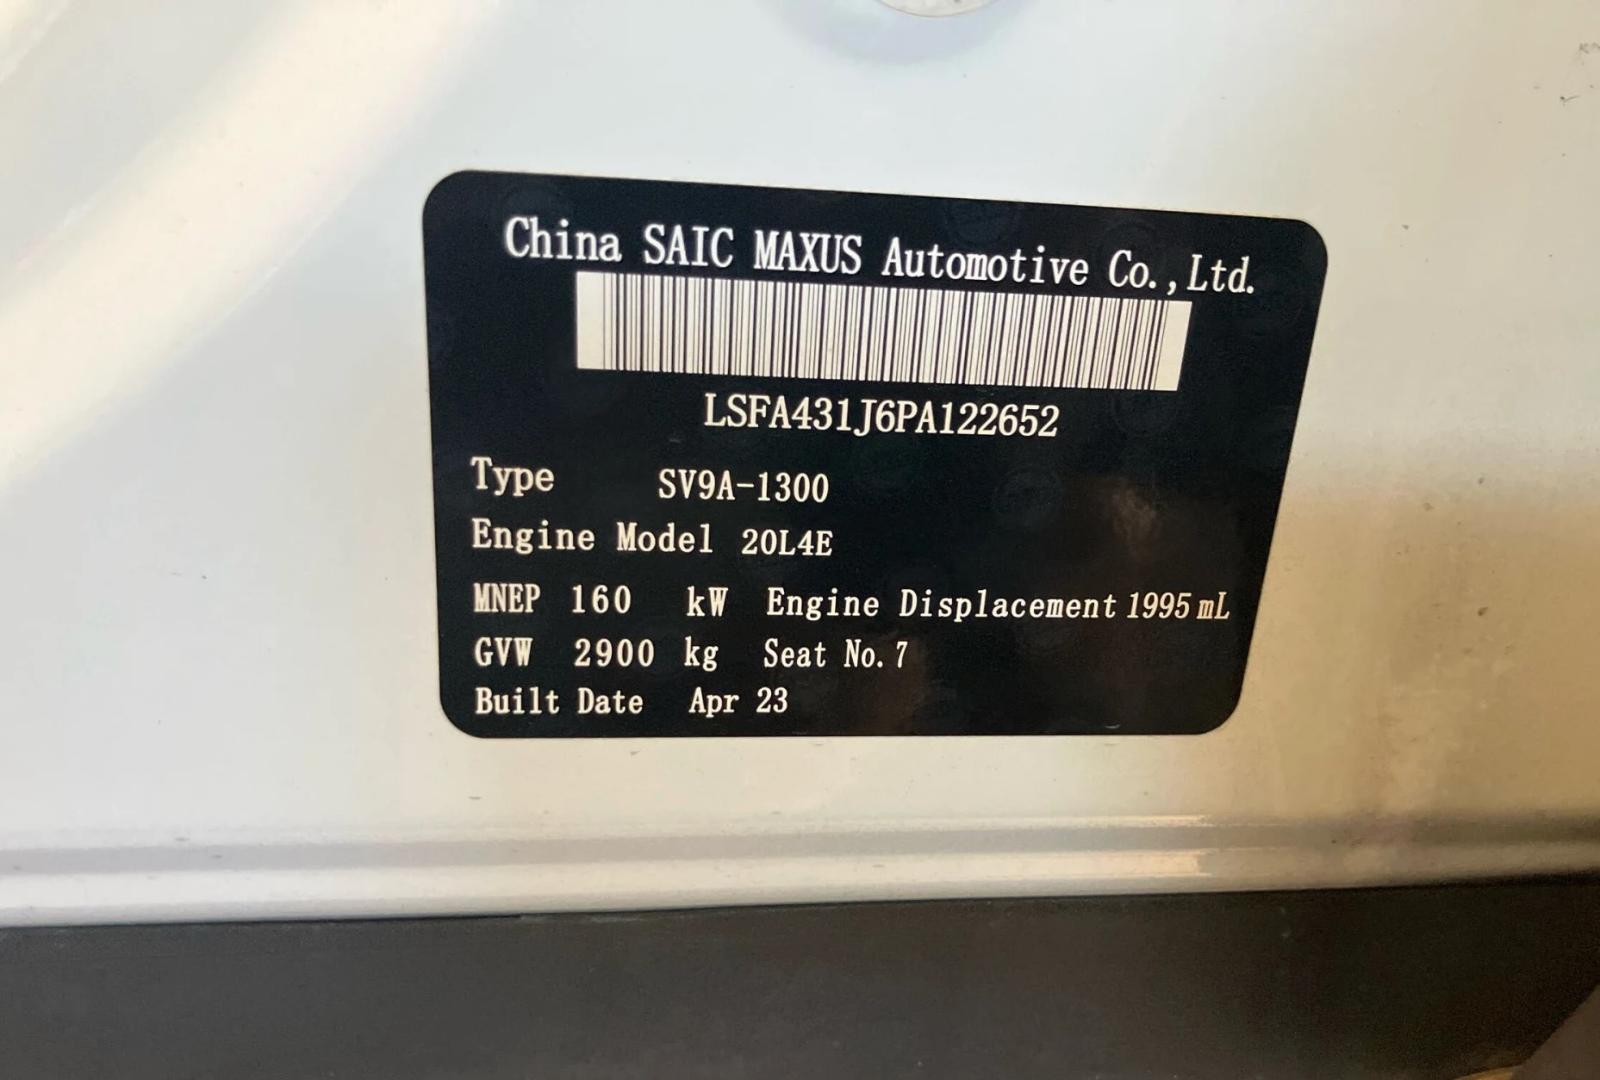 China SAIC MAXUS Automotive Co.,Ltd.
LSFA431J6PA122652
Type SV9A-1300
Engine Model 20L4E
MNEP 160 kW Engine Displacement 1995 mL
GVW 2900 kg Seat No. 7
Built Date Apr 23